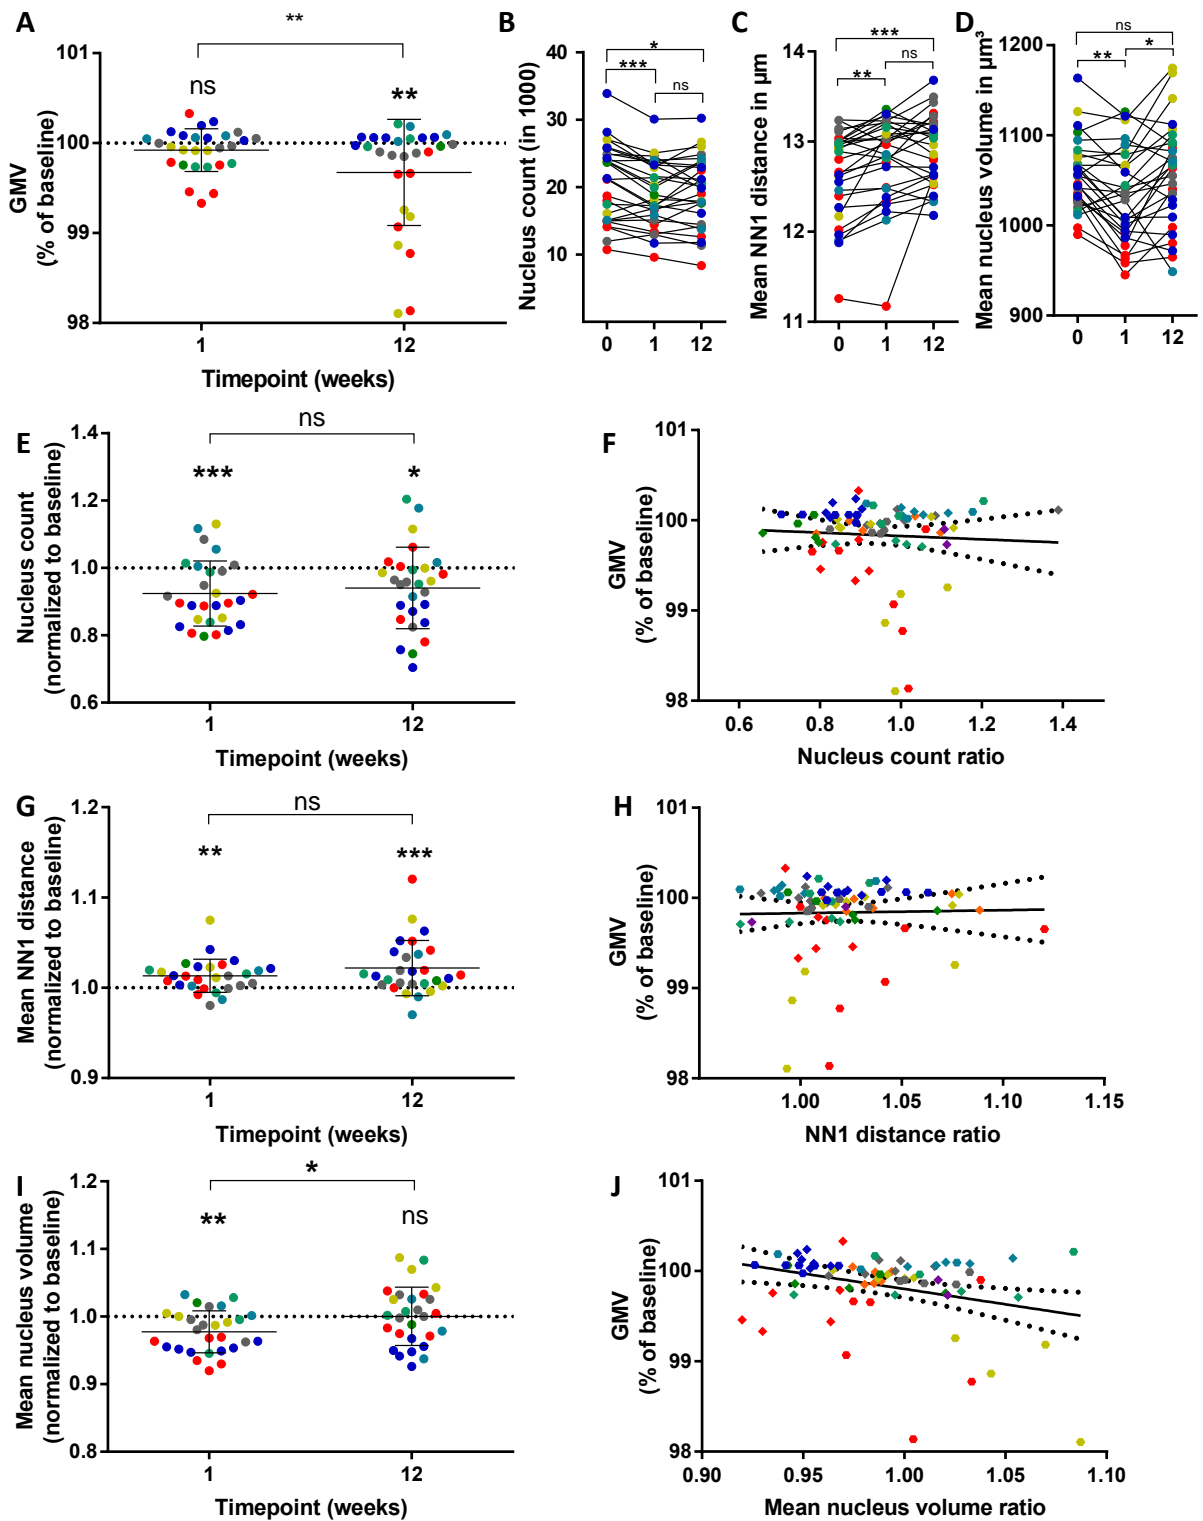 A
**
101
100
99
98
GMV
(% of baseline)
ns
**
1
12
Timepoint (weeks)
B
*
***
ns
40
30
20
10
Nucleus count (in 1000)
0
1
12
C
***
**
ns
14
13
12
11
Mean NN1 distance in µm
0
1
12
D
ns
**
*
1200
1100
1000
900
Mean nucleus volume in µm³
0
1
12
E
ns
***
*
1.4
1.2
1.0
0.8
0.6
Nucleus count
(normalized to baseline)
1
12
Timepoint (weeks)
F
101
100
99
98
GMV
(% of baseline)
0.6
0.8
1.0
1.2
1.4
Nucleus count ratio
G
ns
**
***
1.2
1.1
1.0
0.9
Mean NN1 distance
(normalized to baseline)
1
12
Timepoint (weeks)
H
101
100
99
98
GMV
(% of baseline)
1.00
1.05
1.10
1.15
NN1 distance ratio
I
*
**
ns
1.2
1.1
1.0
0.9
0.8
Mean nucleus volume
(normalized to baseline)
1
12
Timepoint (weeks)
J
101
100
99
98
GMV
(% of baseline)
0.90
0.95
1.00
1.05
1.10
Mean nucleus volume ratio